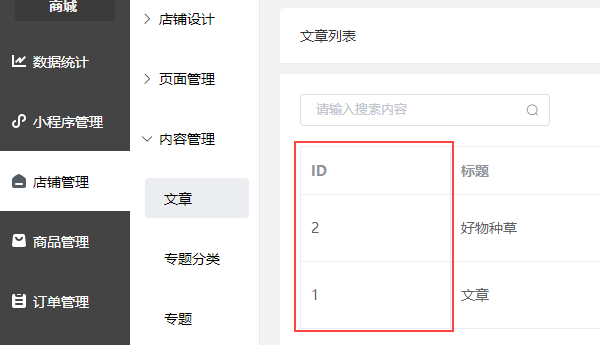 商城
数据统计
小程序管理
店铺管理
商品管理
订单管理
店铺设计
页面管理
内容管理
文章
专题分类
专题
文章列表
请输入搜索内容
ID 标题
2 好物种草
1 文章